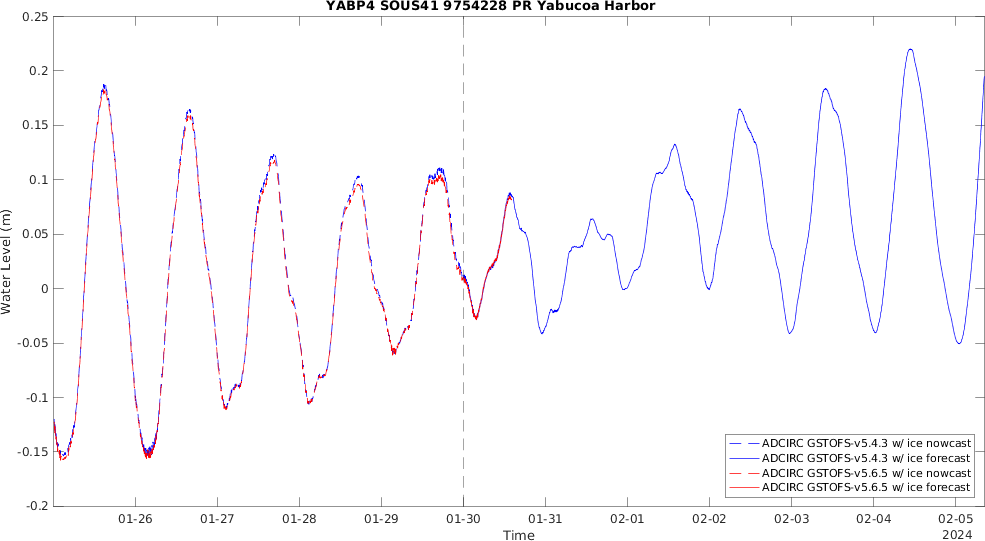 YABP4 SOUS41 9754228 PR Yabucoa Harbor
0.25
0.2
0.15
0.1
0.05
0
-0.05
-0.1
-0.15
-0.2
Water Level (m)
ADCIRC GSTOFS-v5.4.3 w/ ice nowcast
ADCIRC GSTOFS-v5.4.3 w/ ice forecast
ADCIRC GSTOFS-v5.6.5 w/ ice nowcast
ADCIRC GSTOFS-v5.6.5 w/ ice forecast
01-26 01-27 01-28 01-29 01-30 01-31 02-01 02-02 02-03 02-04 02-05
Time
2024